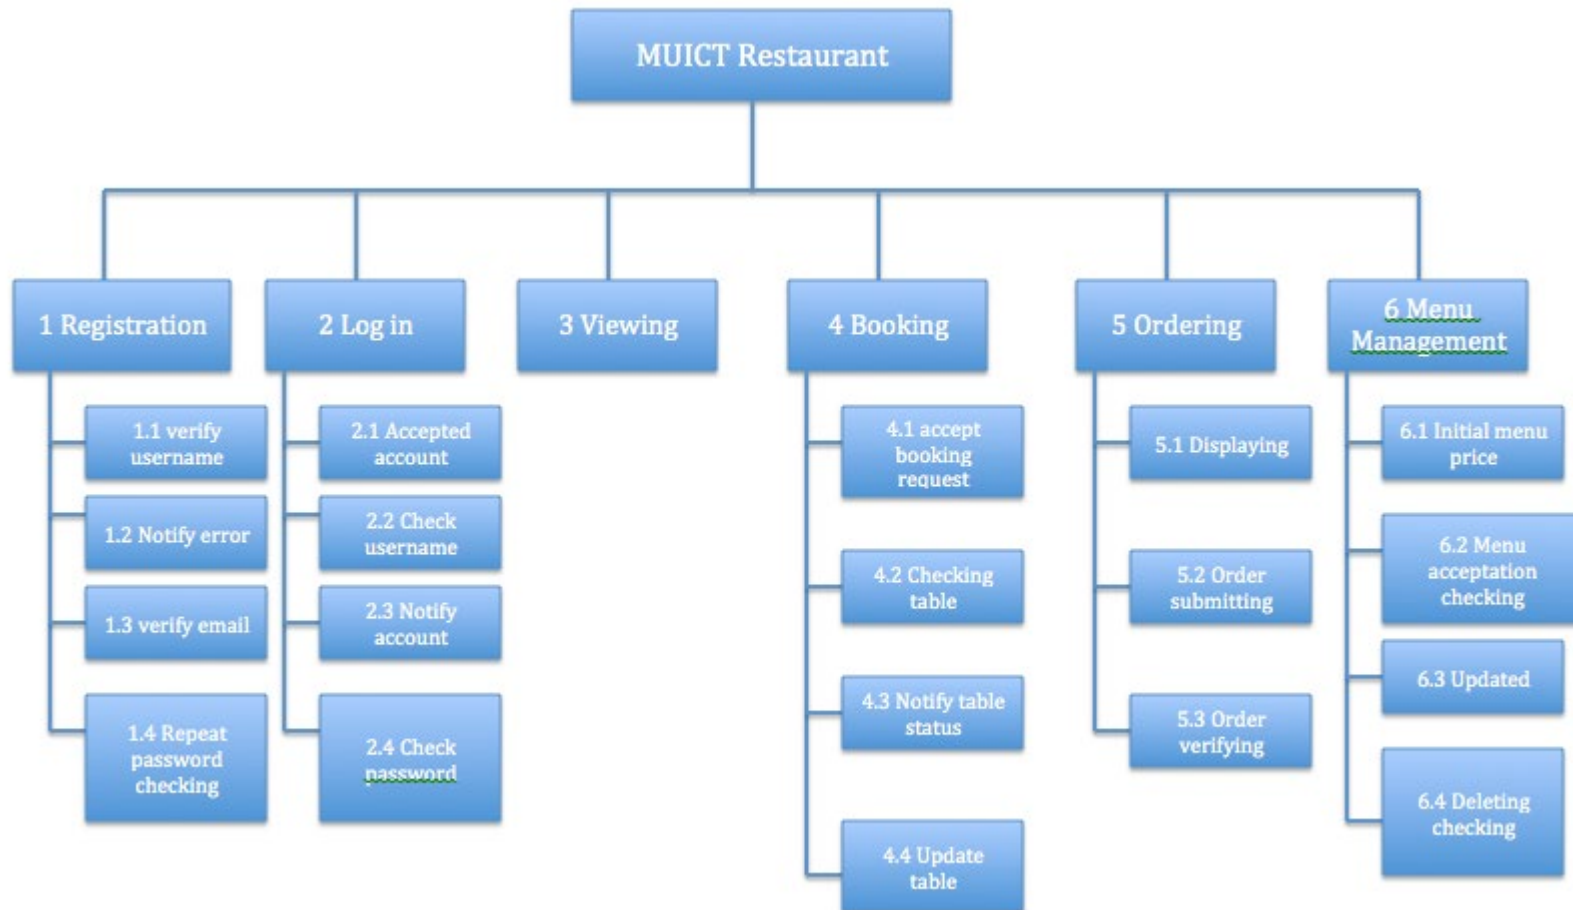 MUICT Restaurant
1 Registration
2 Log in
3 Viewing
4 Booking
5 Ordering
6 Menu
Management
1.1 verify
username
1.2 Notify error
1.3 verify email
1.4 Repeat
password
checking
2.1 Accepted
account
2.2 Check
username
2.3 Notify
account
2.4 Check
password
4.1 accept
booking
request
4.2 Checking
table
4.3 Notify table
status
4.4 Update
table
5.1 Displaying
5.2 Order
submitting
5.3 Order
verifying
6.1 Initial menu
price
6.2 Menu
acceptation
checking
6.3 Updated
6.4 Deleting
checking